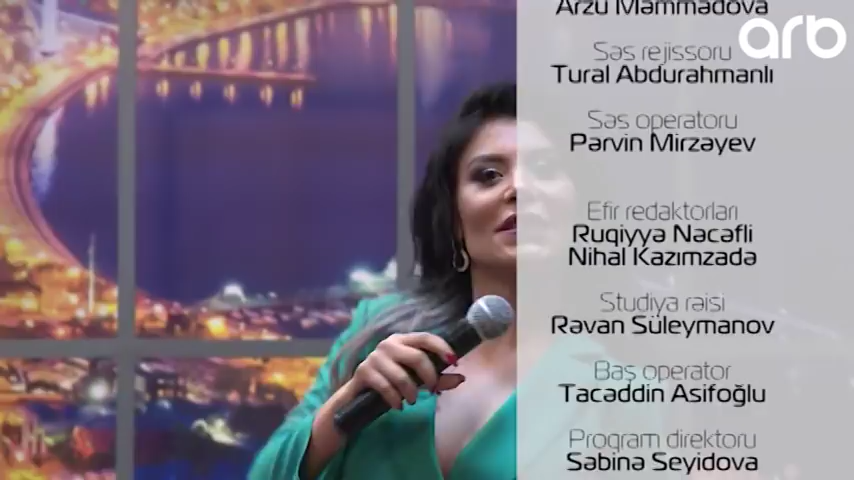 Arzu Məmmədova
arb
Səs rejissoru
Tural Abdurahmanlı
Səs operatoru
Pərvin Mirzəyev
Efir redaktorları
Ruqiyyə Nəcəfli
Nihal Kazımzadə
Studiya rəisi
Rəvan Süleymanov
Baş operator
Tacəddin Asifoğlu
Proqram direktoru
Səbinə Seyidova